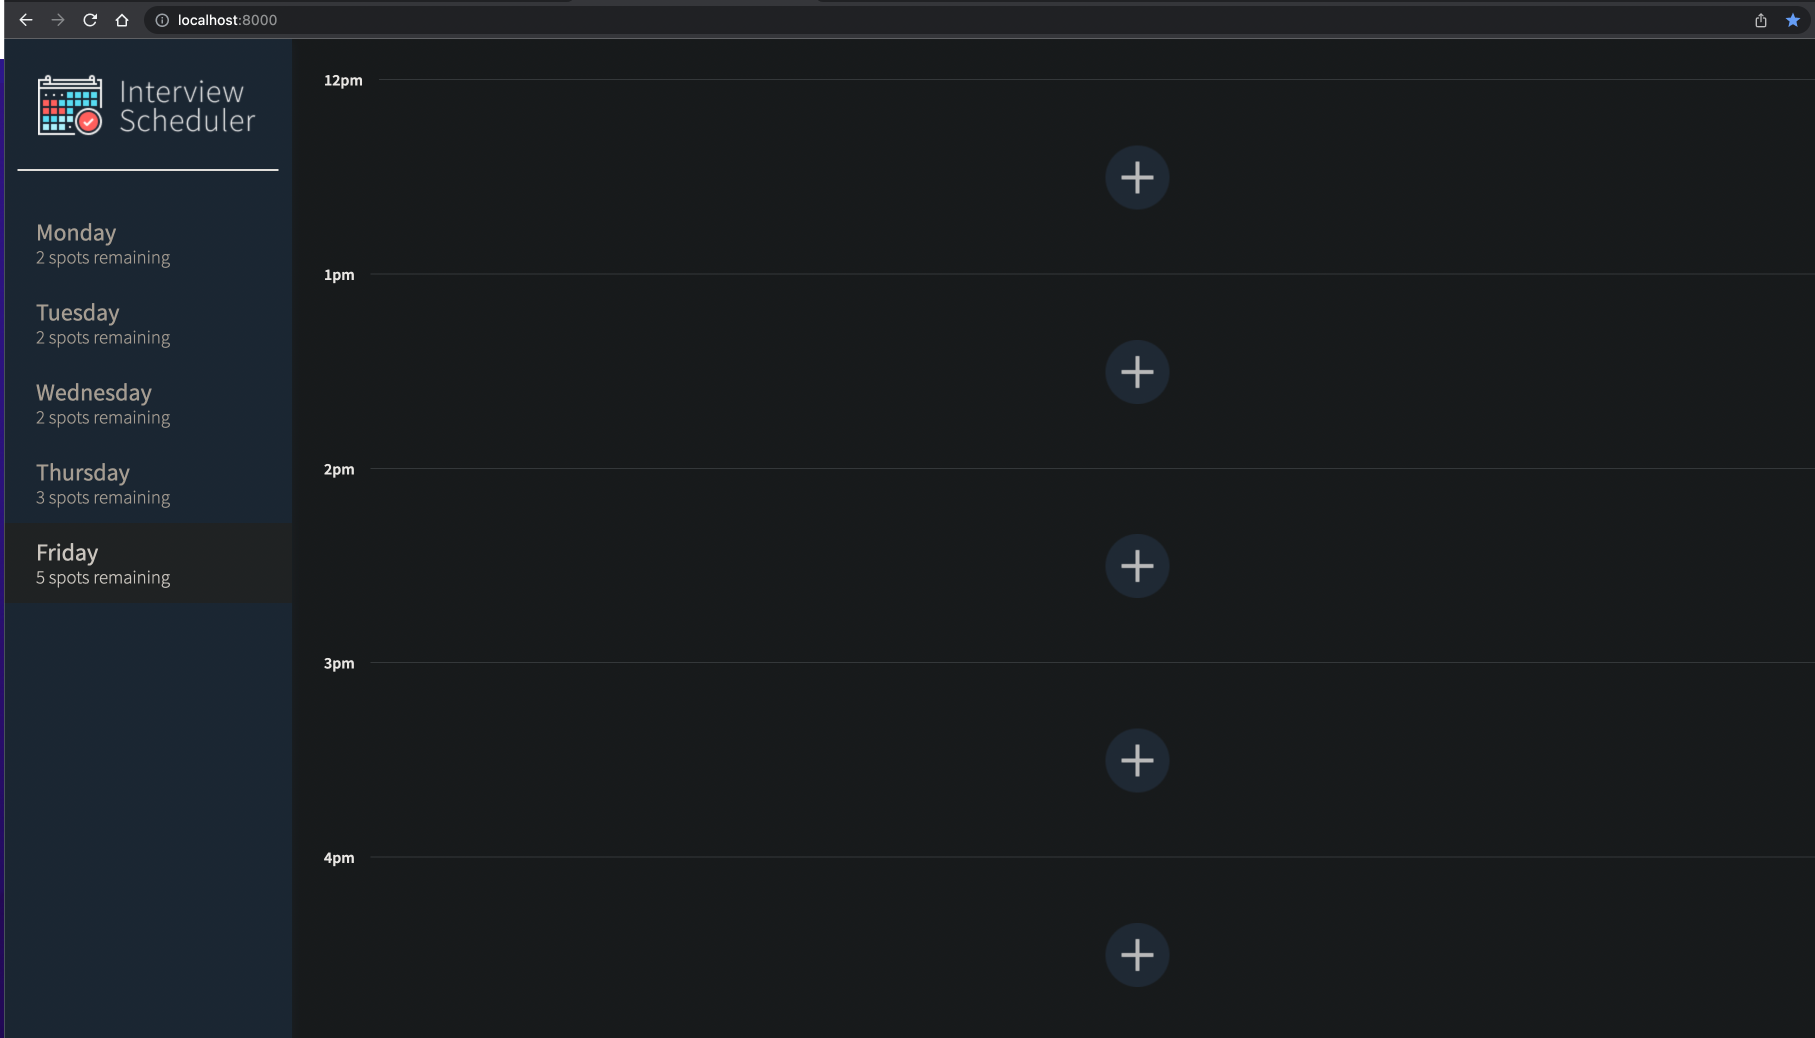 localhost:8000
Interview
Scheduler
Monday
2 spots remaining
Tuesday
2 spots remaining
Wednesday
2 spots remaining
Thursday
3 spots remaining
Friday
5 spots remaining
12pm
1pm
2pm
3pm
4pm